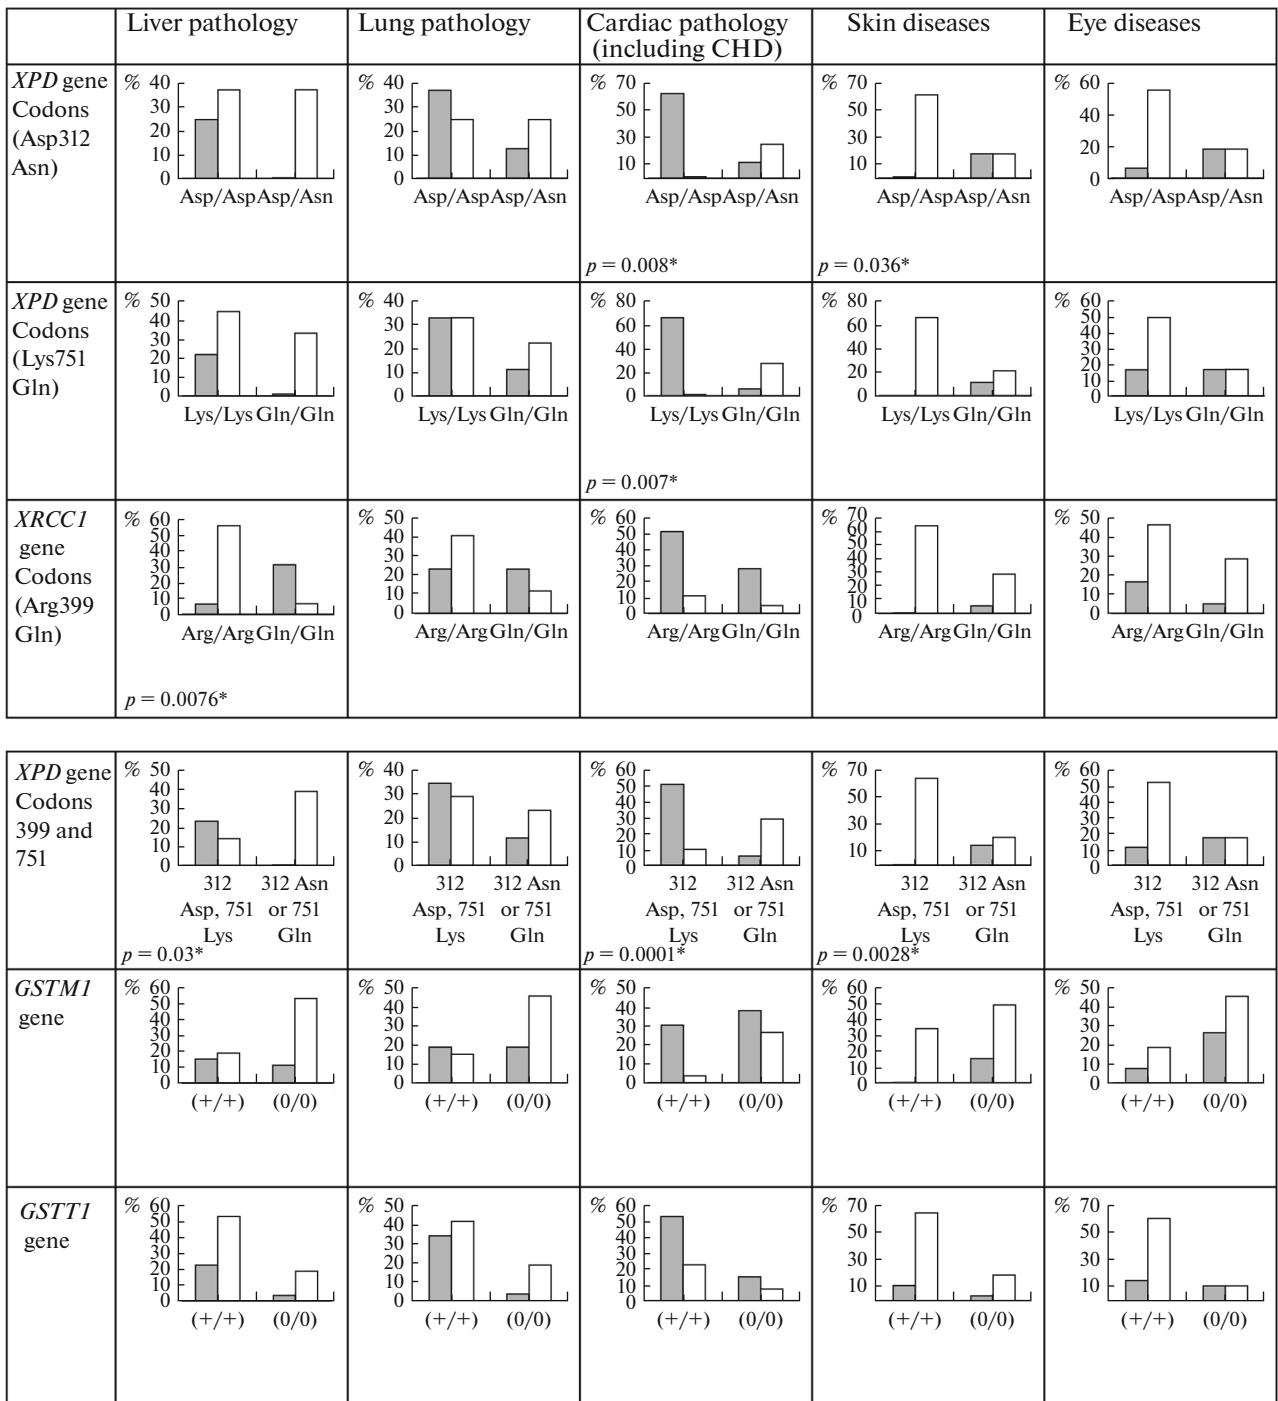 Liver pathology
Lung pathology
Cardiac pathology
(including CHD)
Skin diseases
Eye diseases
XPD gene
Codons
(Asp312
Asn)
% 40
30
20
10
0
Asp/Asp Asp/Asn
% 40
30
20
10
0
Asp/Asp Asp/Asn
% 70
50
30
10
Asp/Asp Asp/Asn
p = 0.008*
% 70
50
30
10
Asp/Asp Asp/Asn
p = 0.036*
% 60
40
20
0
Asp/Asp Asp/Asn
XPD gene
Codons
(Lys751
Gln)
% 50
40
30
20
10
0
Lys/Lys Gln/Gln
% 40
30
20
10
0
Lys/Lys Gln/Gln
% 80
60
40
20
0
Lys/Lys Gln/Gln
p = 0.007*
% 80
60
40
20
0
Lys/Lys Gln/Gln
% 60
50
40
30
20
10
0
Lys/Lys Gln/Gln
XRCC1
gene
Codons
(Arg399
Gln)
% 60
50
40
30
20
10
0
Arg/Arg Gln/Gln
p = 0.0076*
% 50
40
30
20
10
0
Arg/Arg Gln/Gln
% 60
50
40
30
20
10
0
Arg/Arg Gln/Gln
% 70
60
50
40
30
20
10
0
Arg/Arg Gln/Gln
% 50
40
30
20
10
0
Arg/Arg Gln/Gln
XPD gene
Codons
399 and
751
% 50
40
30
20
10
0
312 312 Asn
Asp, 751 or 751
Lys Gln
p = 0.03*
% 40
30
20
10
0
312 312 Asn
Asp, 751 or 751
Lys Gln
% 60
50
40
30
20
10
0
312 312 Asn
Asp, 751 or 751
Lys Gln
p = 0.0001*
% 70
50
30
10
312 312 Asn
Asp, 751 or 751
Lys Gln
p = 0.0028*
% 60
50
40
30
20
10
0
312 312 Asn
Asp, 751 or 751
Lys Gln
GSTM1
gene
% 60
50
40
30
20
10
0
(+/+) (0/0)
% 50
40
30
20
10
0
(+/+) (0/0)
% 50
40
30
20
10
0
(+/+) (0/0)
% 60
50
40
30
20
10
0
(+/+) (0/0)
% 50
40
30
20
10
0
(+/+) (0/0)
GSTT1
gene
% 60
50
40
30
20
10
0
(+/+) (0/0)
% 50
40
30
20
10
0
(+/+) (0/0)
% 60
50
40
30
20
10
0
(+/+) (0/0)
% 70
50
30
10
(+/+) (0/0)
% 70
50
30
10
(+/+) (0/0)